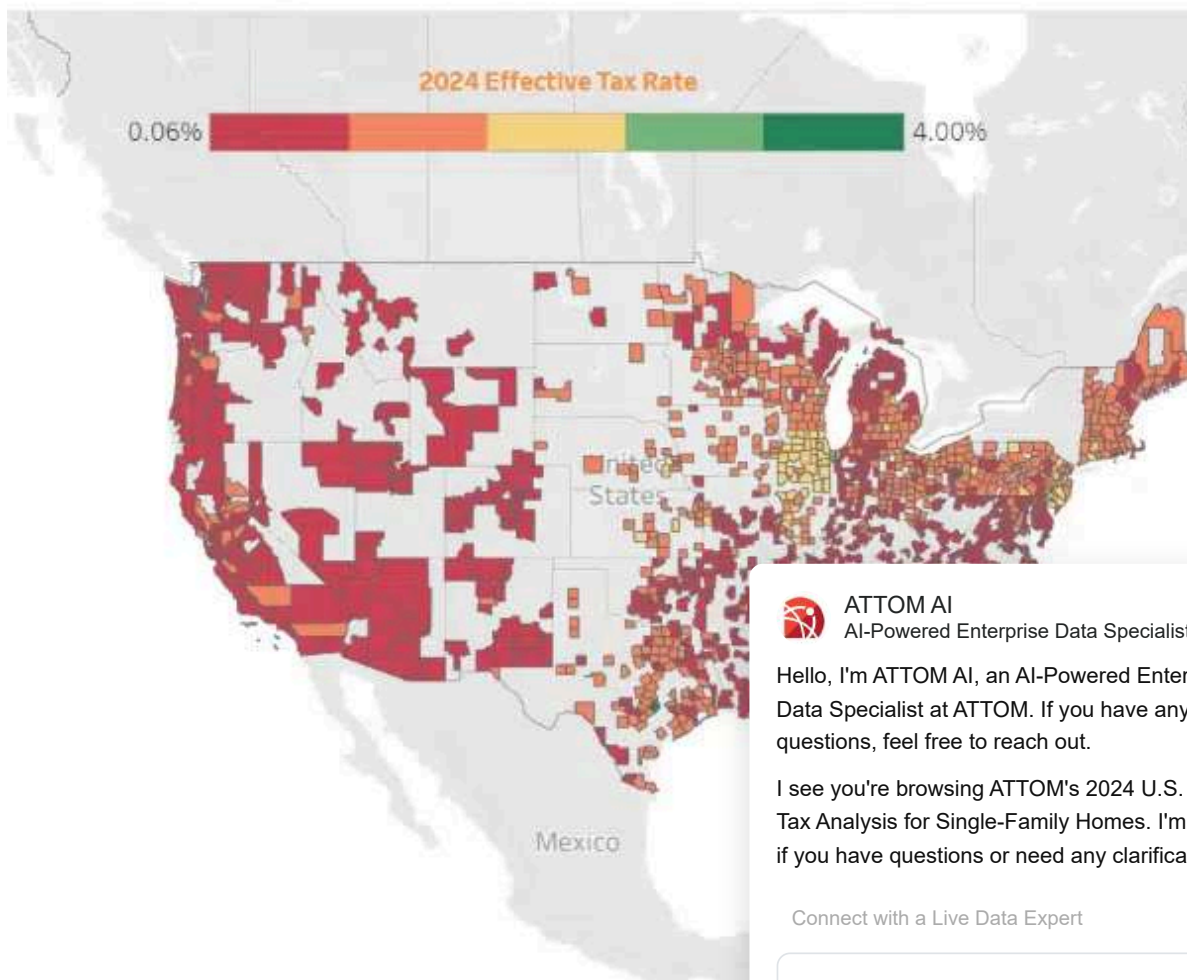 2024 Effective Tax Rate
0.06%
4.00%
United
States
Mexico
ATTOM AI
AI-Powered Enterprise Data Specialist
Hello, I'm ATTOM AI, an AI-Powered Enter
Data Specialist at ATTOM. If you have any
questions, feel free to reach out.
I see you're browsing ATTOM's 2024 U.S.
Tax Analysis for Single-Family Homes. I'm
if you have questions or need any clarifica
Connect with a Live Data Expert